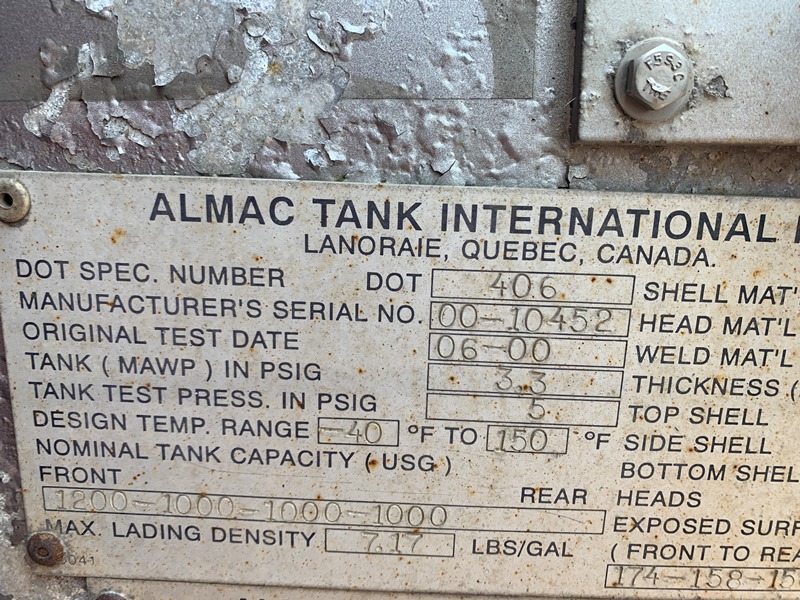 F593C
THE
ALMAC TANK INTERNATIONAL
LANORAIE, QUEBEC, CANADA.
DOT SPEC. NUMBER DOT 406 SHELL MAT'
MANUFACTURER'S SERIAL NO. 00-10452 HEAD MAT'L
ORIGINAL TEST DATE 06-00 WELD MAT'L
TANK ( MAWP ) IN PSIG 3.3 THICKNESS (
TANK TEST PRESS. IN PSIG 5 TOP SHELL
DESIGN TEMP. RANGE -40 °F TO 150 °F SIDE SHELL
NOMINAL TANK CAPACITY ( USG ) BOTTOM SHEL
FRONT REAR HEADS
1200-1000-1000-1000 EXPOSED SURF
MAX. LADING DENSITY 7.17 LBS/GAL ( FRONT TO REA
174-158-15